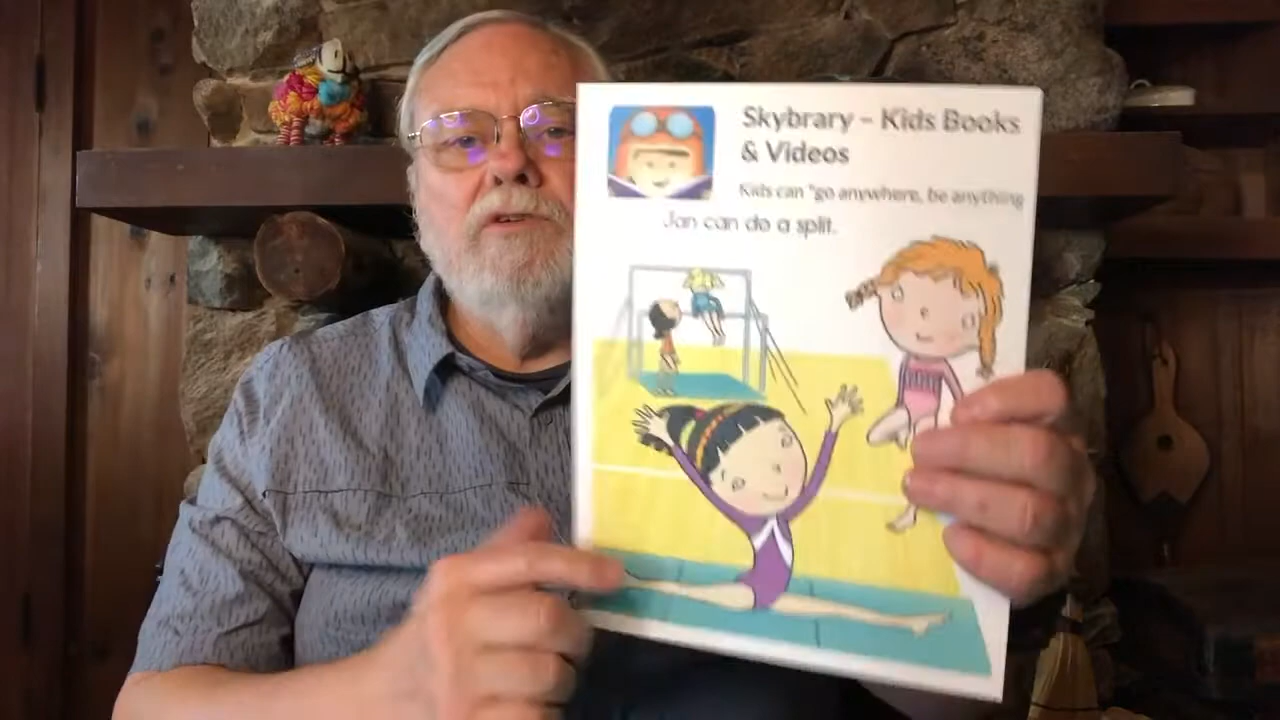 Skybrary – Kids Books
& Videos
Kids can "go anywhere, be anything
Jan can do a split.